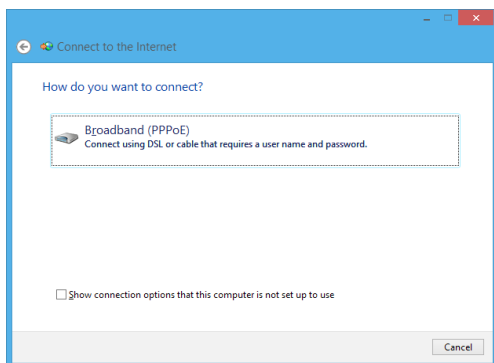 Connect to the Internet
How do you want to connect?
Broadband (PPPoE)
Connect using DSL or cable that requires a user name and password.
Show connection options that this computer is not set up to use
Cancel